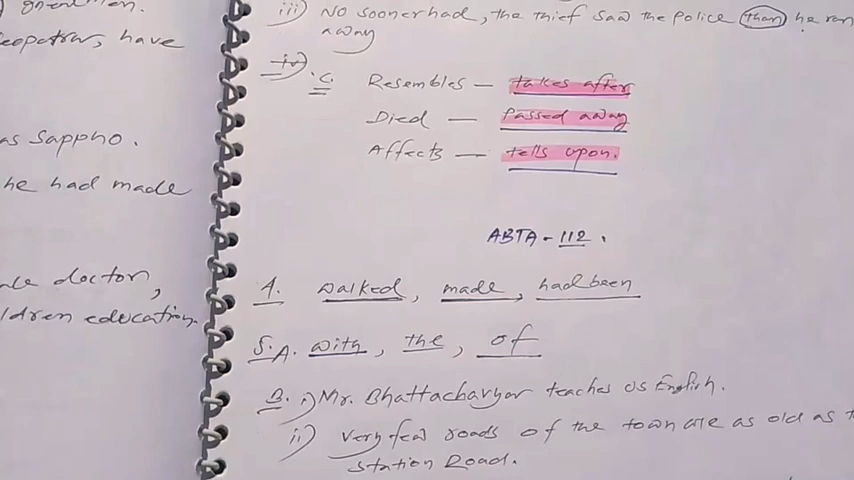 eopatra, have
as Sappho.
he had made
doctor,
ldren education.
iii) No sooner had, the thief saw the police than he ran
away
iv)
C. Resembles - takes after
Died - Passed away
Affects - tells upon.
ABTA - 112.
4. walked, made, had been
5. A. with, the, of
B. i) Mr. Bhattacharyar teaches us English.
ii) Very few roads of the town are as old as
Station Road.